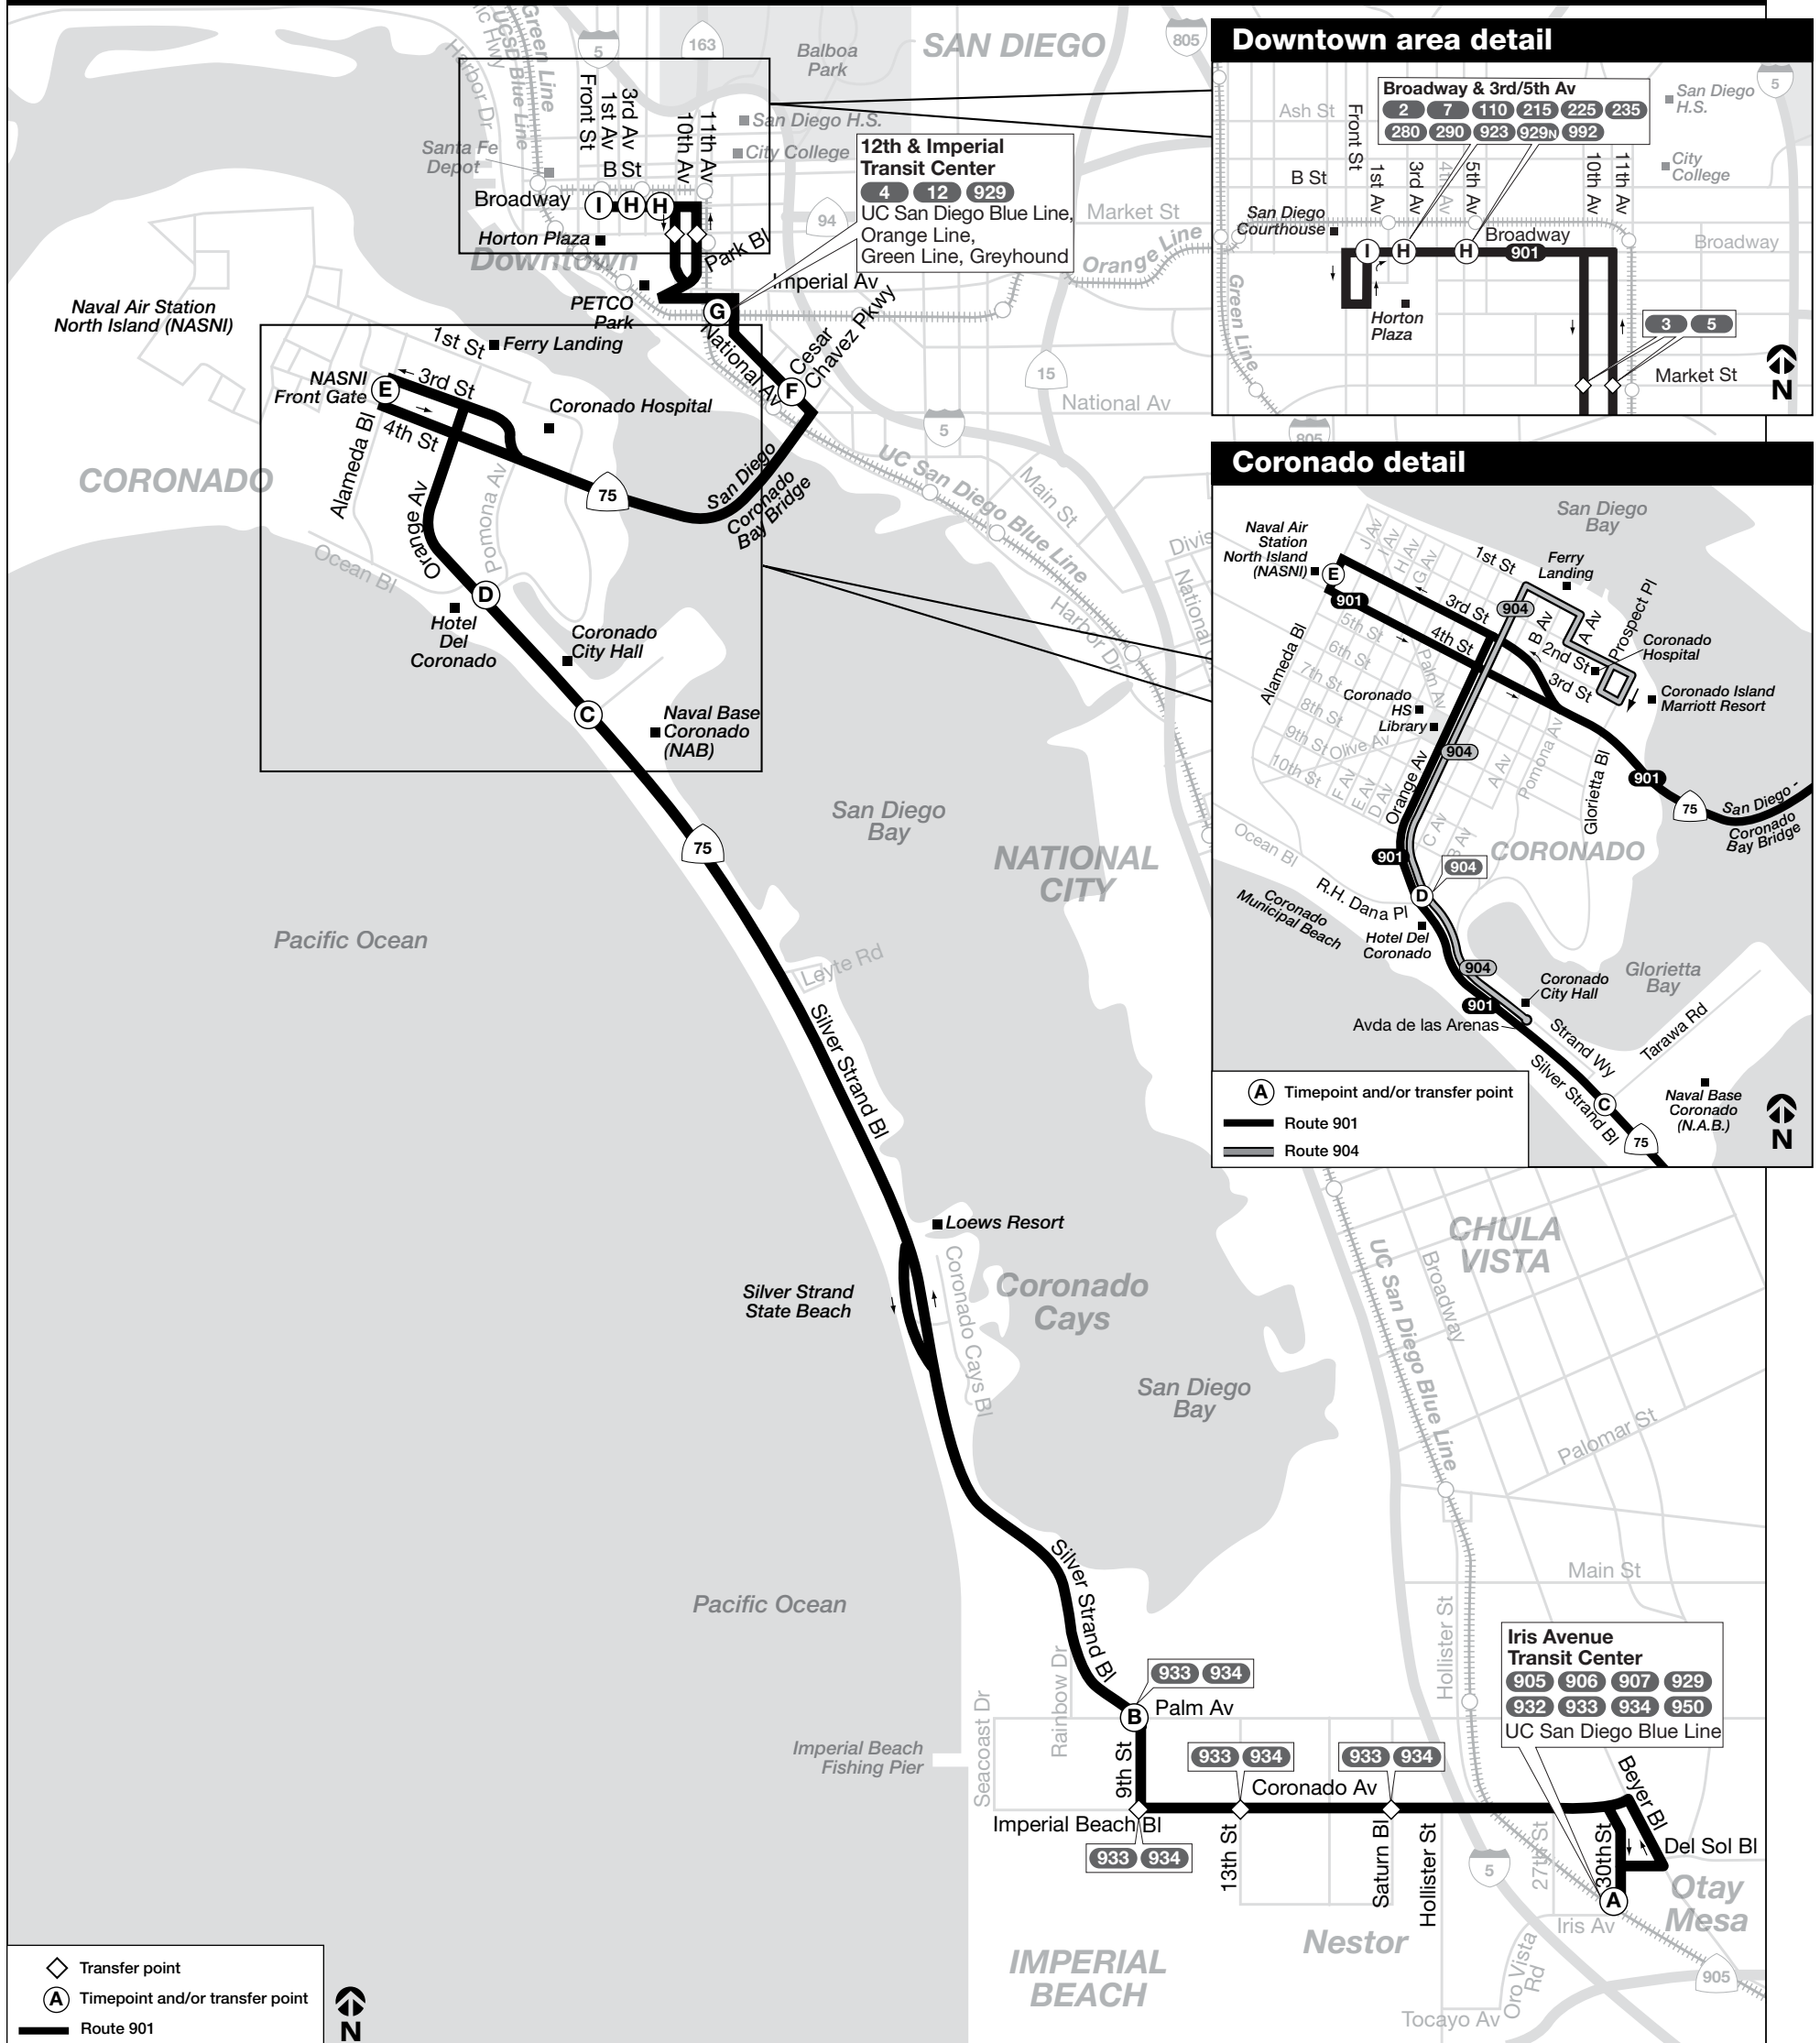 SAN DIEGO
Balboa
Park
163
5
805
Harbor Dr
Green Line
UCSD Blue Line
Front St
1st Av
3rd Av
10th Av
11th Av
San Diego H.S.
City College
Santa Fe
Depot
B St
Broadway
I
H
H
Horton Plaza
Downtown
Park Bl
94
Market St
Orange Line
12th & Imperial
Transit Center
4 12 929
UC San Diego Blue Line,
Orange Line,
Green Line, Greyhound
Imperial Av
PETCO
Park
G
National Av
Cesar
Chavez Pkwy
F
15
National Av
5
805
Naval Air Station
North Island (NASNI)
1st St
Ferry Landing
NASNI
Front Gate
E
3rd St
4th St
Coronado Hospital
Alameda Bl
CORONADO
Orange Av
Pomona Av
75
San Diego
Coronado
Bay Bridge
UC San Diego Blue Line
Main St
Harbor Dr
National
Divis
Ocean Bl
D
Hotel
Del
Coronado
Coronado
City Hall
C
Naval Base
Coronado
(NAB)
75
San Diego
Bay
NATIONAL
CITY
Pacific Ocean
Leyte Rd
Silver Strand Bl
Loews Resort
Silver Strand
State Beach
Coronado Cays Bl
Coronado
Cays
San Diego
Bay
CHULA
VISTA
UC San Diego Blue Line
Broadway
Palomar St
Main St
Hollister St
Pacific Ocean
Silver Strand Bl
933 934
B
Palm Av
Rainbow Dr
Seacoast Dr
9th St
Imperial Beach
Fishing Pier
933 934
933 934
Coronado Av
Imperial Beach Bl
933 934
13th St
Saturn Bl
Hollister St
5
27th St
30th St
Beyer Bl
Del Sol Bl
A
Iris Avenue
Transit Center
905 906 907 929
932 933 934 950
UC San Diego Blue Line
Otay
Mesa
Iris Av
Nestor
IMPERIAL
BEACH
Oro Vista
Rd
Tocayo Av
905
Transfer point
A Timepoint and/or transfer point
Route 901
N
Downtown area detail
Broadway & 3rd/5th Av
2 7 110 215 225 235
280 290 923 929N 992
San Diego
H.S.
5
Ash St
Front St
1st Av
3rd Av
4th Av
5th Av
10th Av
11th Av
City
College
B St
San Diego
Courthouse
I
H
H
Broadway
901
Broadway
Green Line
Horton
Plaza
3 5
Market St
N
Coronado detail
San Diego
Bay
Naval Air
Station
North Island
(NASNI)
E
901
J Av
I Av
H Av
G Av
1st St
Ferry
Landing
3rd St
904
4th St
B Av
A Av
Prospect Pl
2nd St
Coronado
Hospital
3rd St
Coronado Island
Marriott Resort
5th St
6th St
7th St
8th St
9th St
10th St
Alameda Bl
Palm Av
Coronado
HS
Library
Olive Av
904
Orange Av
F Av
E Av
D Av
C Av
B Av
A Av
Pomona Av
Glorietta Bl
901
75
San Diego -
Coronado
Bay Bridge
CORONADO
901
904
Ocean Bl
R.H. Dana Pl
D
Coronado
Municipal Beach
Hotel Del
Coronado
904
901
Coronado
City Hall
Glorietta
Bay
Avda de las Arenas
Strand Wy
Tarawa Rd
Silver Strand Bl
C
Naval Base
Coronado
(N.A.B.)
75
A Timepoint and/or transfer point
Route 901
Route 904
N